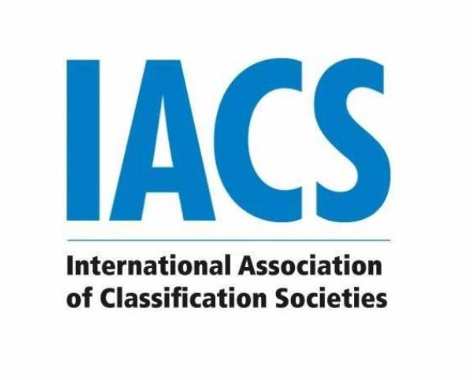 IACS
International Association
of Classification Societies